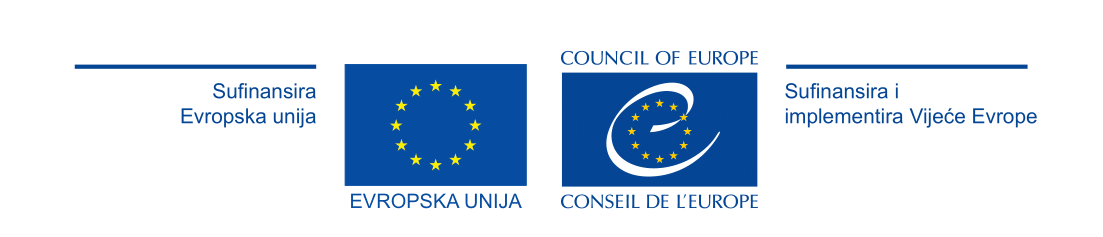 Sufinansira
Evropska unija
EVROPSKA UNIJA
COUNCIL OF EUROPE
CONSEIL DE L'EUROPE
Sufinansira i
implementira Vijeće Evrope